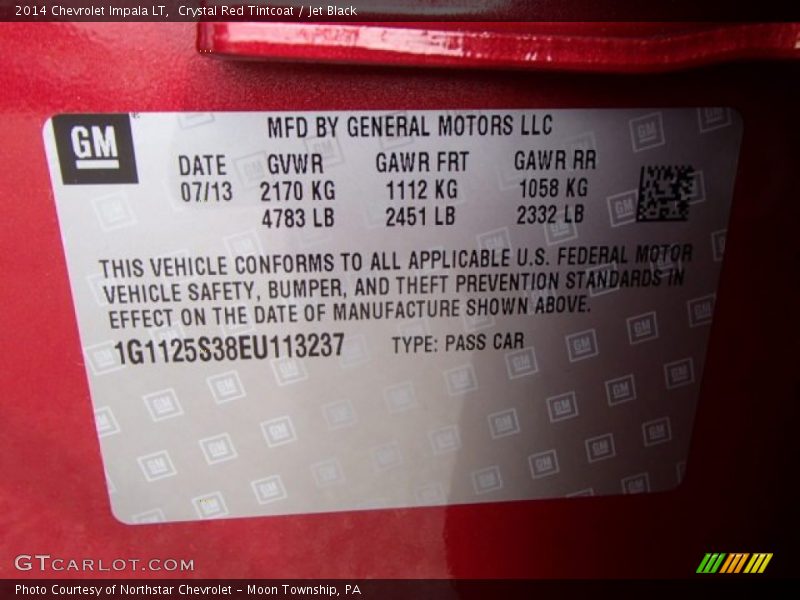 2014 Chevrolet Impala LT, Crystal Red Tintcoat / Jet Black
GM
MFD BY GENERAL MOTORS LLC
DATE GVWR GAWR FRT GAWR RR
07/13 2170 KG 1112 KG 1058 KG
4783 LB 2451 LB 2332 LB
THIS VEHICLE CONFORMS TO ALL APPLICABLE U.S. FEDERAL MOTOR
VEHICLE SAFETY, BUMPER, AND THEFT PREVENTION STANDARDS IN
EFFECT ON THE DATE OF MANUFACTURE SHOWN ABOVE.
1G1125S38EU113237 TYPE: PASS CAR
GTCARLOT.COM
Photo Courtesy of Northstar Chevrolet - Moon Township, PA